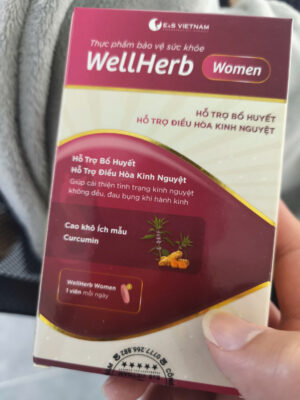 E&S VIETNAM
Thực phẩm bảo vệ sức khỏe
WellHerb Women
HỖ TRỢ BỔ HUYẾT
HỖ TRỢ ĐIỀU HÒA KINH NGUYỆT
Hỗ Trợ Bổ Huyết
Hỗ Trợ Điều Hòa Kinh Nguyệt
Giúp cải thiện tình trạng kinh nguyệt
không đều, đau bụng khi hành kinh
Cao khô ích mẫu
Curcumin
WellHerb Women
1 viên mỗi ngày